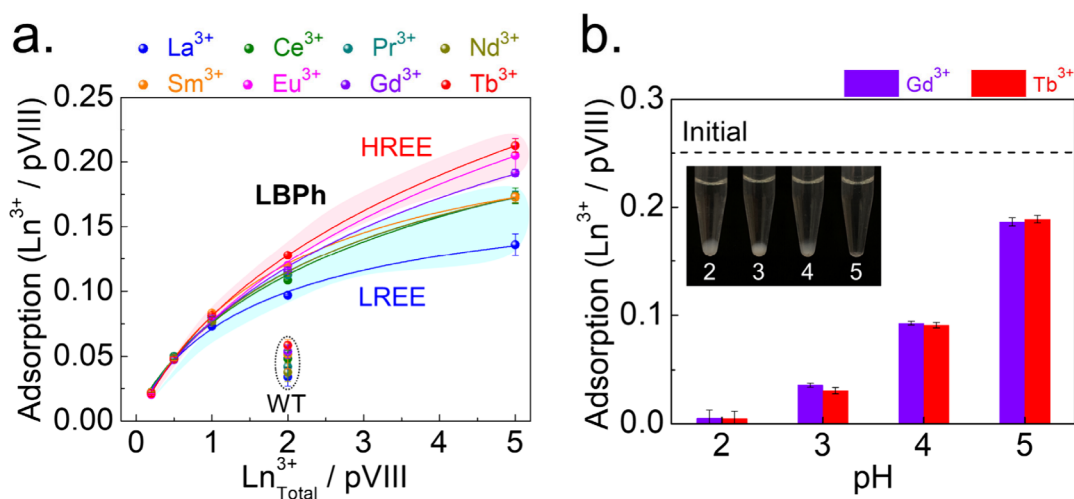 a.
La³⁺ Ce³⁺ Pr³⁺ Nd³⁺
Sm³⁺ Eu³⁺ Gd³⁺ Tb³⁺
Adsorption (Ln³⁺ / pVIII)
0.25
0.20
0.15
0.10
0.05
0.00
HREE
LBPh
LREE
WT
0 1 2 3 4 5
Ln³⁺Total / pVIII
b.
Gd³⁺ Tb³⁺
Adsorption (Ln³⁺ / pVIII)
0.3
0.2
0.1
0.0
Initial
2 3 4 5
2 3 4 5
pH